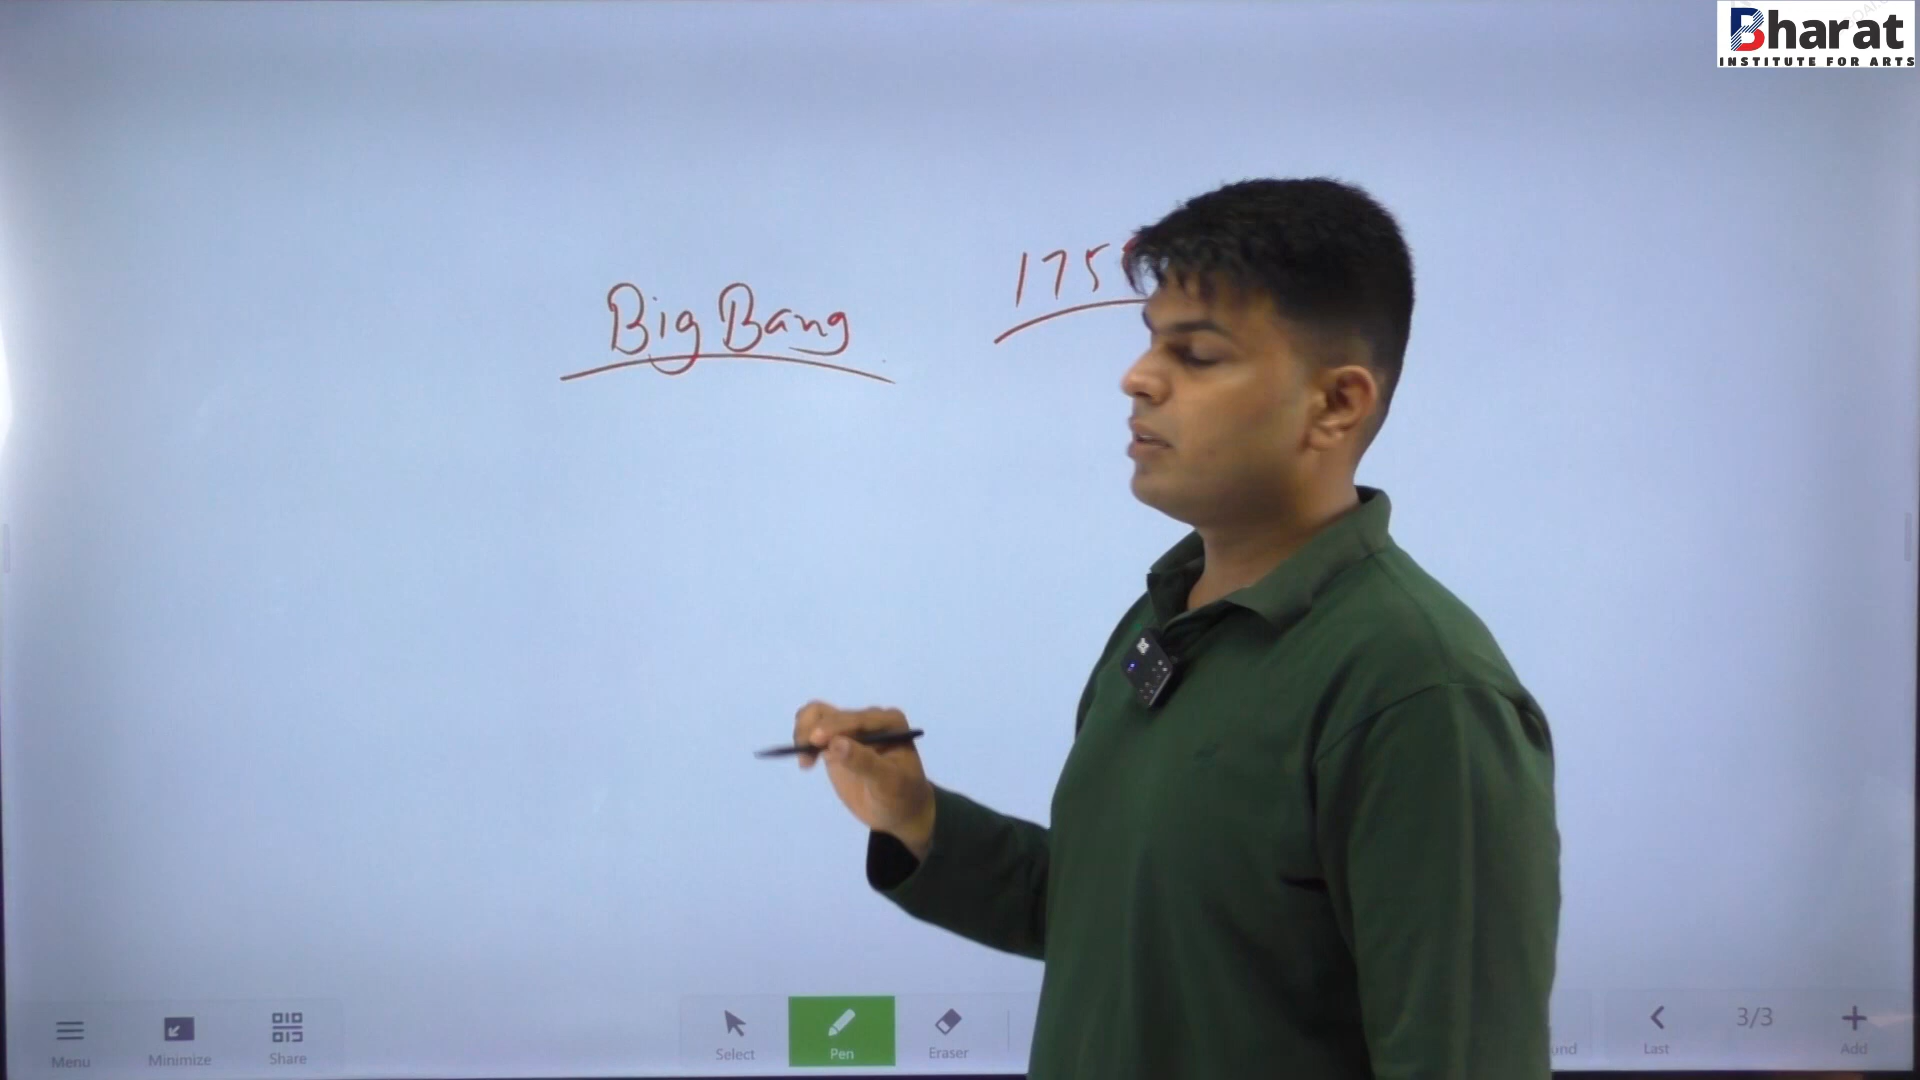 Bharat
INSTITUTE FOR ARTS
Big Bang
175
Menu
Minimize
Share
Select
Pen
Eraser
Last
3/3
Add